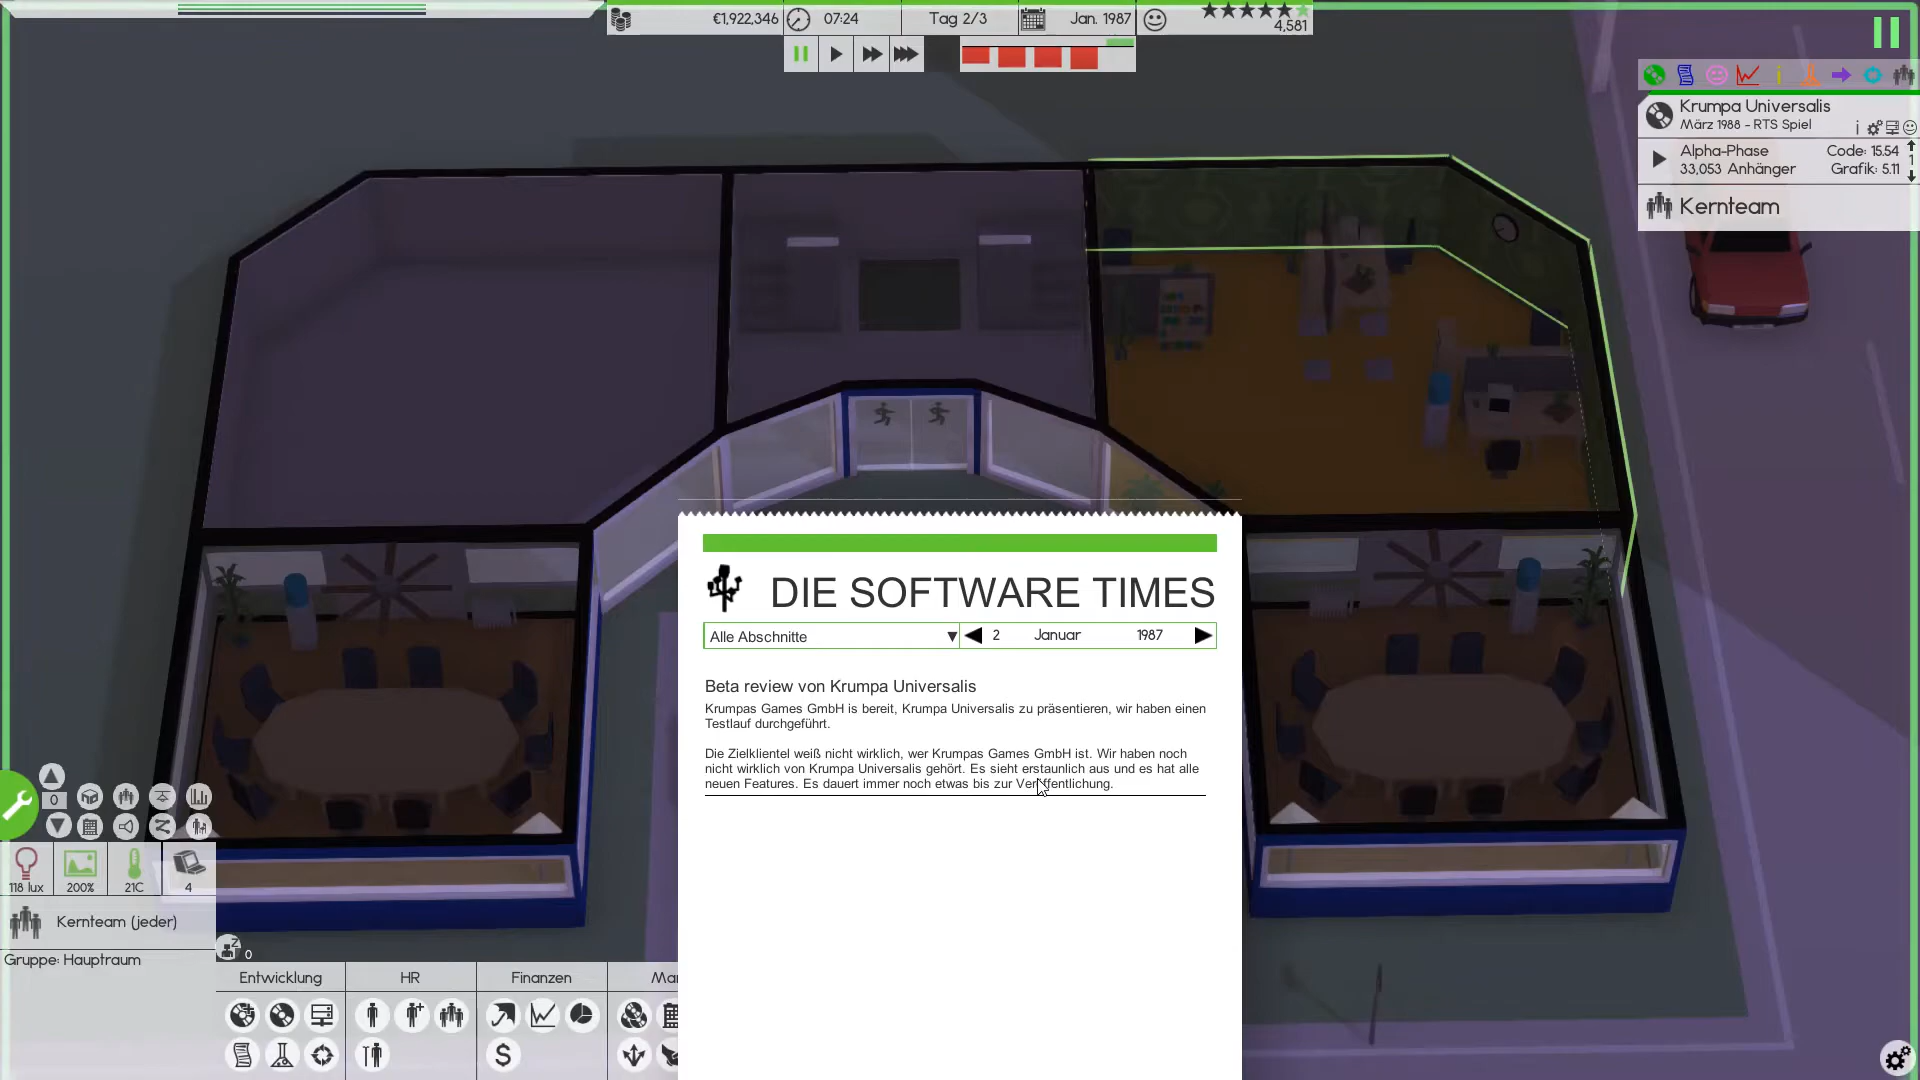 €1,922,346
07:24
Tag 2/3
Jan. 1987
4,581
Krumpa Universalis
März 1988 - RTS Spiel
Alpha-Phase
Code: 15.54
33,053 Anhänger
Grafik: 5.11
1
Kernteam
DIE SOFTWARE TIMES
Alle Abschnitte
2 Januar 1987
Beta review von Krumpa Universalis
Krumpas Games GmbH is bereit, Krumpa Universalis zu präsentieren, wir haben einen
Testlauf durchgeführt.
Die Zielklientel weiß nicht wirklich, wer Krumpas Games GmbH ist. Wir haben noch
nicht wirklich von Krumpa Universalis gehört. Es sieht erstaunlich aus und es hat alle
neuen Features. Es dauert immer noch etwas bis zur Veröffentlichung.
0
118 lux
200%
21C
4
Kernteam (jeder)
Gruppe: Hauptraum
0
Entwicklung
HR
Finanzen
Mar